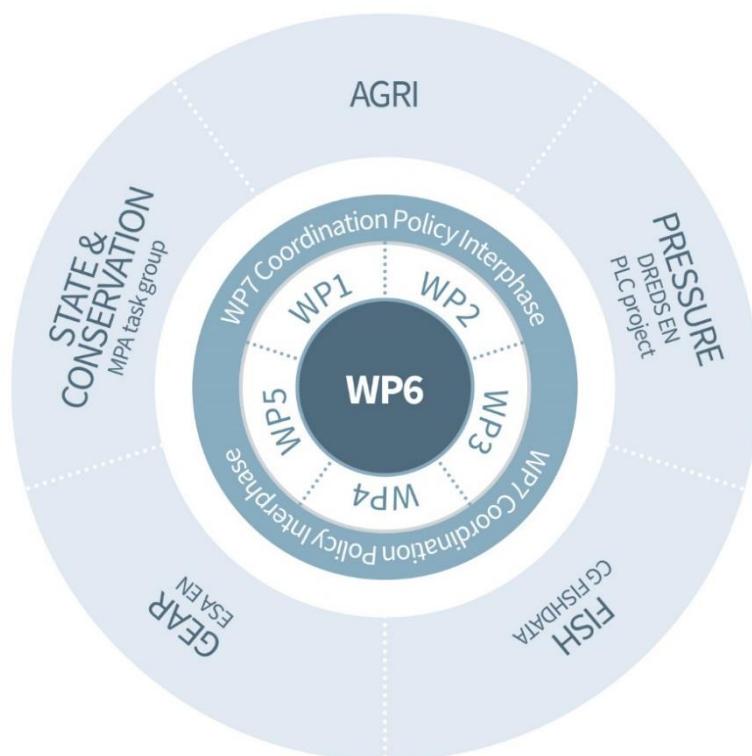 AGRI
PRESSURE
DREDS EN
PLC project
FISH
CG FISHDATA
GEAR
ESA EN
STATE &
CONSERVATION
MPA task group
WP7 Coordination Policy Interphase
WP7 Coordination Policy Interphase
WP1
WP2
WP3
WP4
WP5
WP6